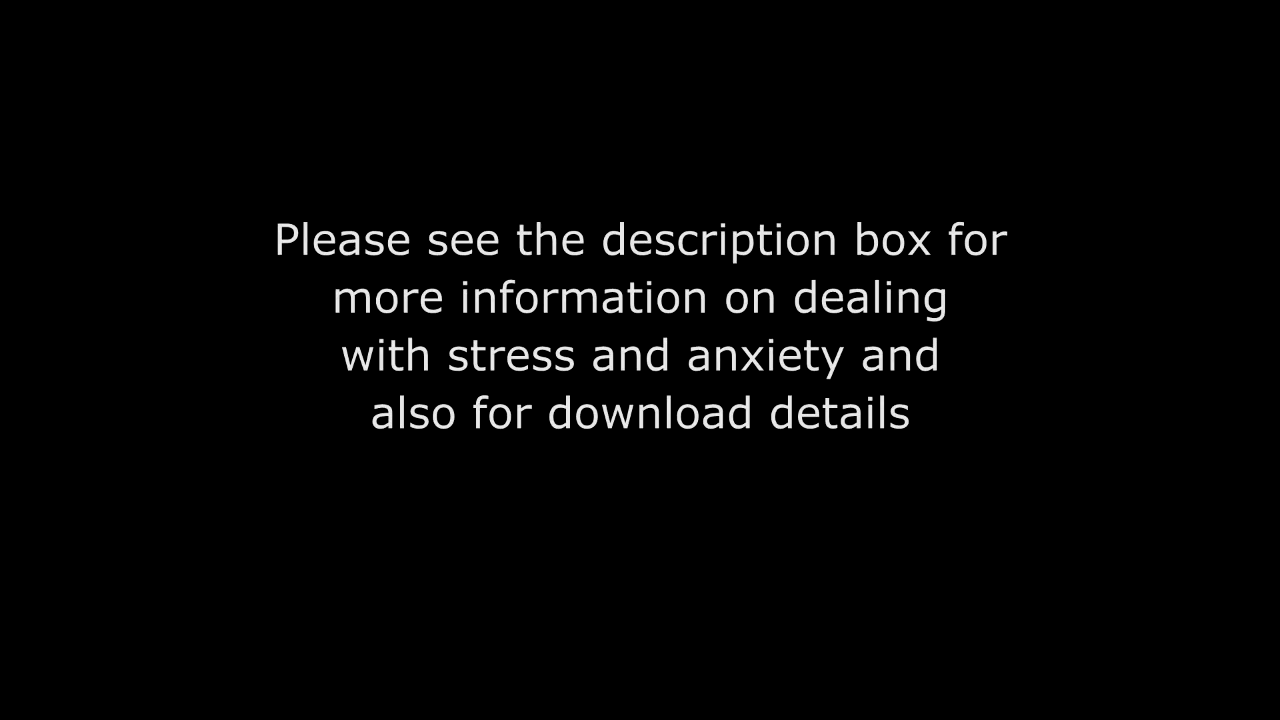 Please see the description box for
more information on dealing
with stress and anxiety and
also for download details